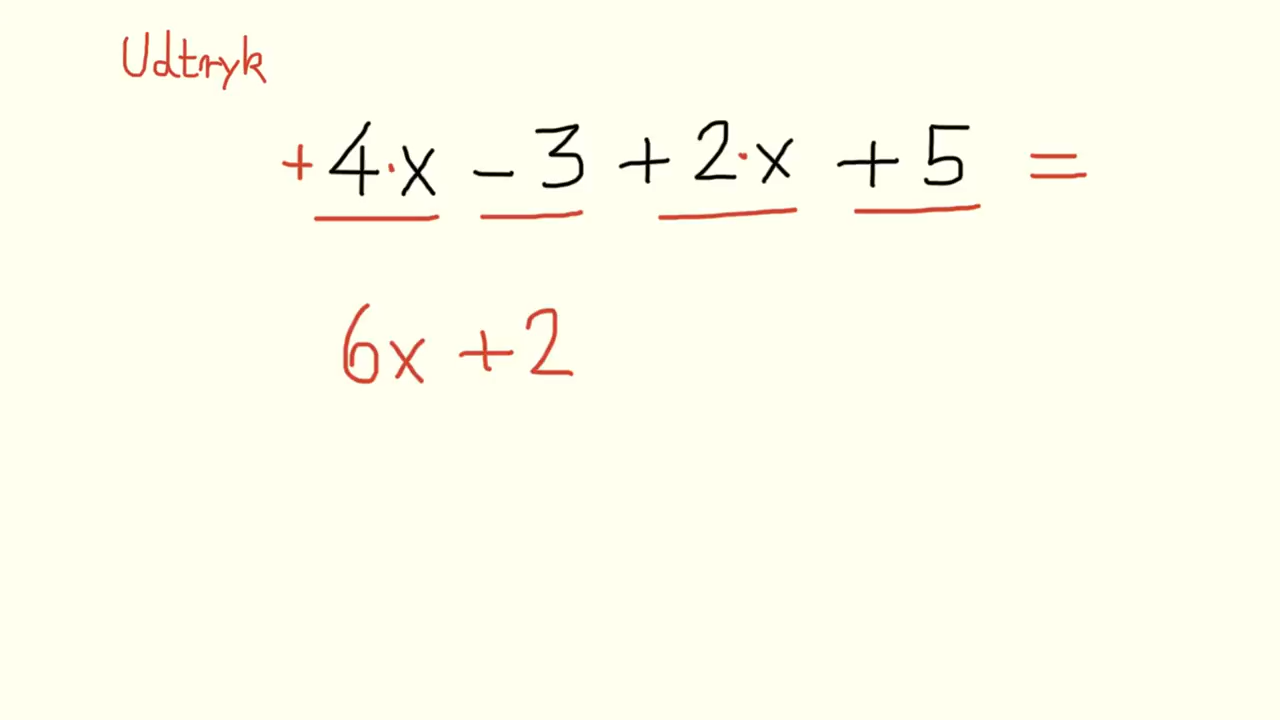 Udtryk
+4·x - 3 + 2·x + 5 =
6x + 2